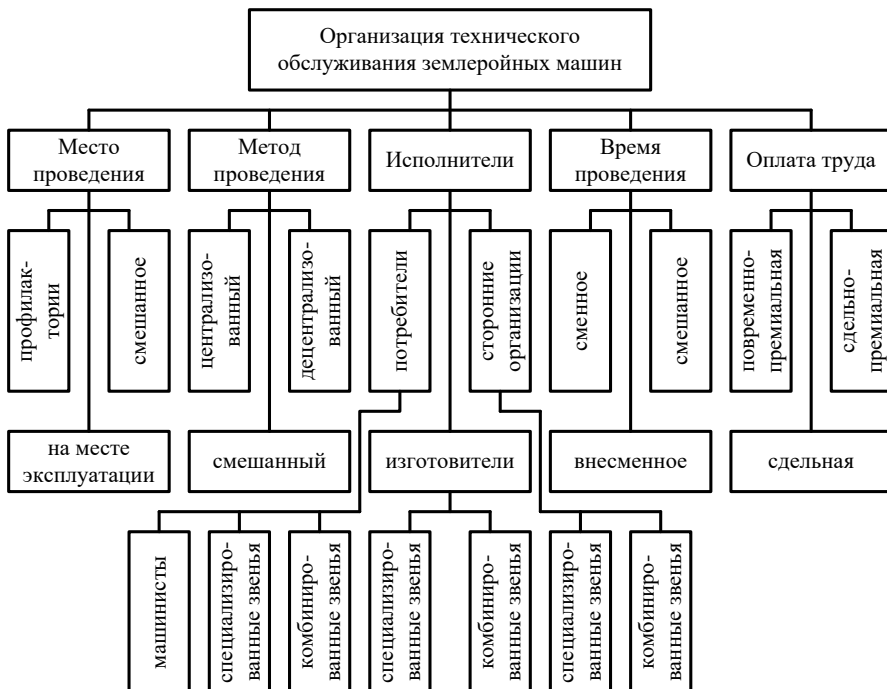 Организация технического
обслуживания землеройных машин
Место
проведения
Метод
проведения
Исполнители
Время
проведения
Оплата труда
профилак-
тории
смешанное
централизо-
ванный
децентрализо-
ванный
потребители
сторонние
организации
сменное
смешанное
повременно-
премиальная
сдельно-
премиальная
на месте
эксплуатации
смешанный
изготовители
внесменное
сдельная
машинисты
специализиро-
ванные звенья
комбиниро-
ванные звенья
специализиро-
ванные звенья
комбиниро-
ванные звенья
специализиро-
ванные звенья
комбиниро-
ванные звенья